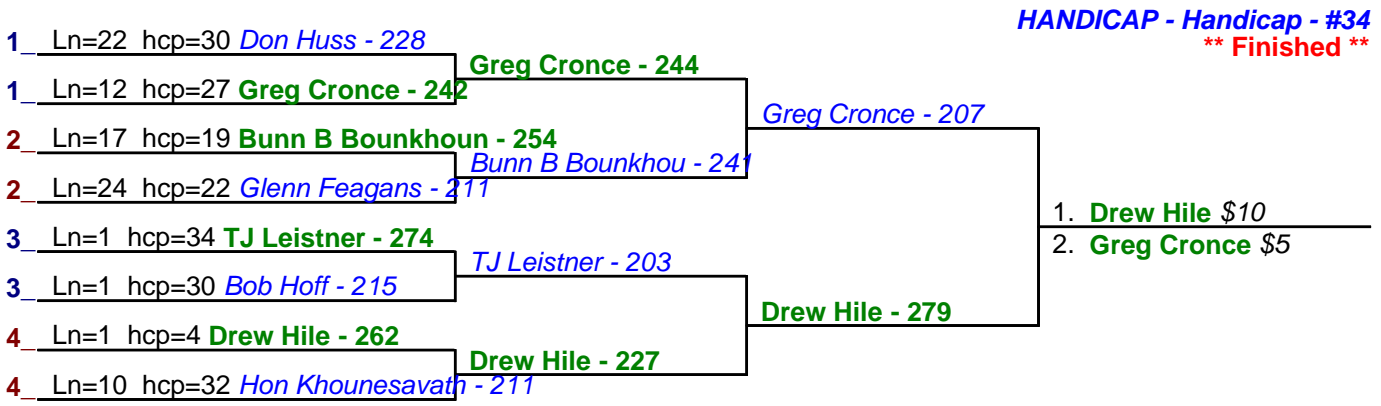 HANDICAP - Handicap - #34
** Finished **
1_ Ln=22 hcp=30 Don Huss - 228
Greg Cronce - 244
1_ Ln=12 hcp=27 Greg Cronce - 242
Greg Cronce - 207
2_ Ln=17 hcp=19 Bunn B Bounkhoun - 254
Bunn B Bounkhou - 241
2_ Ln=24 hcp=22 Glenn Feagans - 211
1. Drew Hile $10
2. Greg Cronce $5
3_ Ln=1 hcp=34 TJ Leistner - 274
TJ Leistner - 203
3_ Ln=1 hcp=30 Bob Hoff - 215
Drew Hile - 279
4_ Ln=1 hcp=4 Drew Hile - 262
Drew Hile - 227
4_ Ln=10 hcp=32 Hon Khounesavath - 211